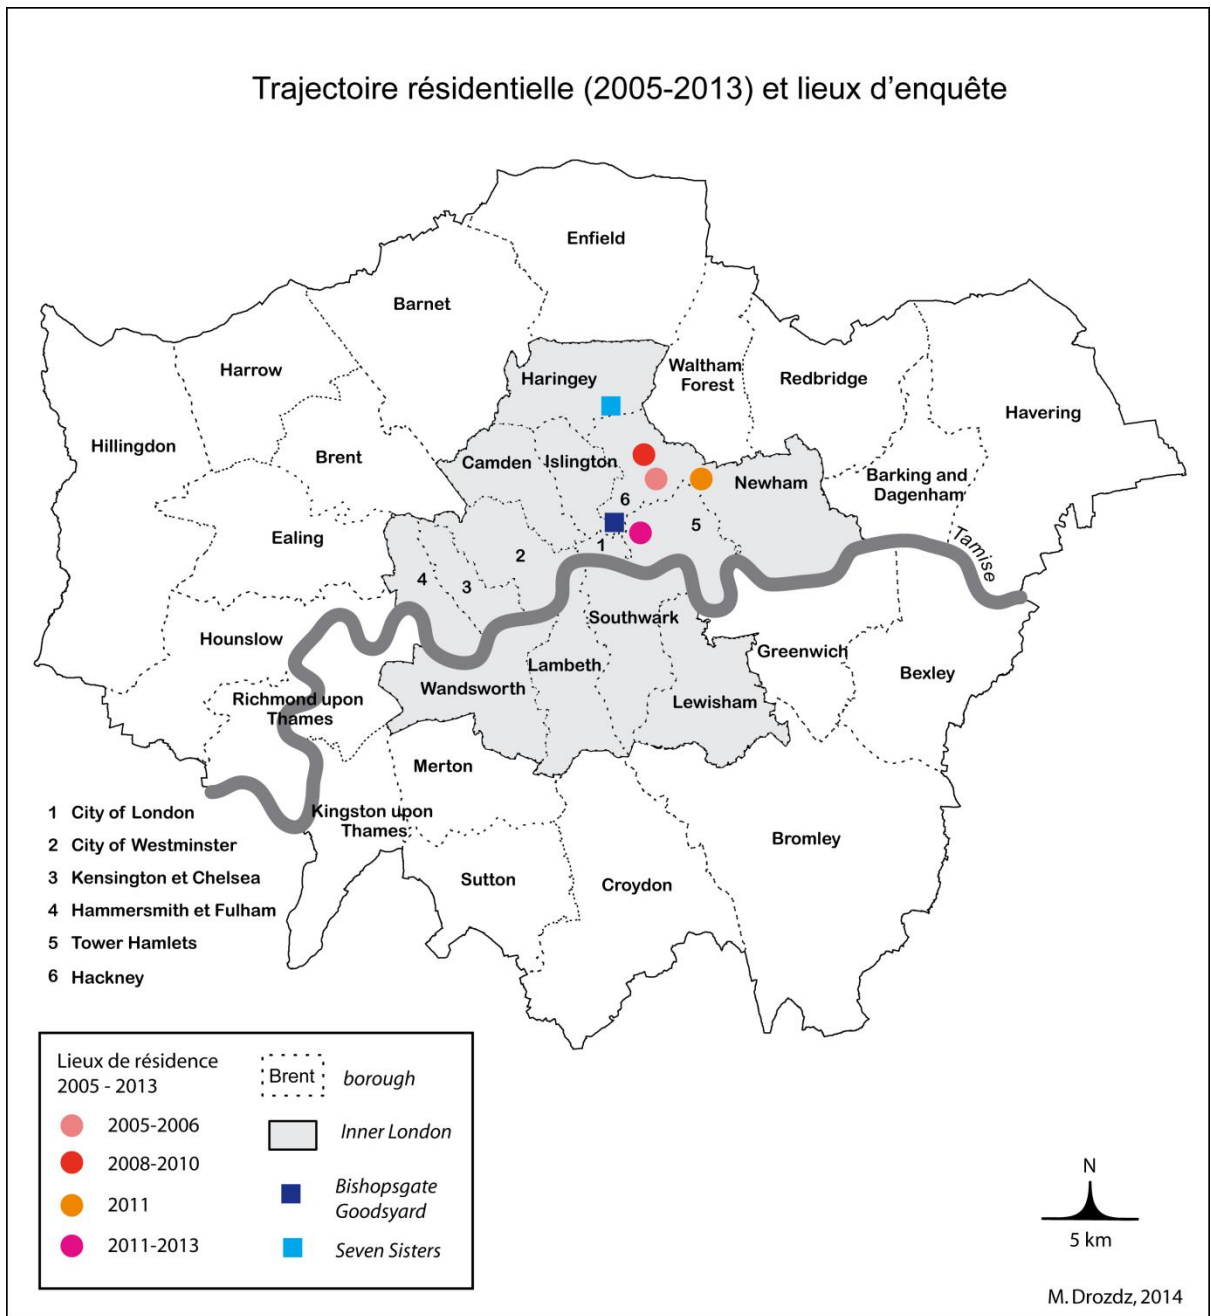 Trajectoire résidentielle (2005-2013) et lieux d'enquête
Enfield
Barnet
Harrow
Haringey
Waltham
Forest
Redbridge
Havering
Hillingdon
Brent
Camden
Islington
Newham
Barking and
Dagenham
Ealing
6
5
1
2
3
4
Tamise
Hounslow
Southwark
Greenwich
Bexley
Lambeth
Wandsworth
Lewisham
Richmond upon
Thames
Merton
Kingston upon
Thames
Bromley
Sutton
Croydon
1 City of London
2 City of Westminster
3 Kensington et Chelsea
4 Hammersmith et Fulham
5 Tower Hamlets
6 Hackney
Lieux de résidence
2005 - 2013
2005-2006
2008-2010
2011
2011-2013
Brent
borough
Inner London
Bishopsgate
Goodsyard
Seven Sisters
N
5 km
M. Drozdz, 2014